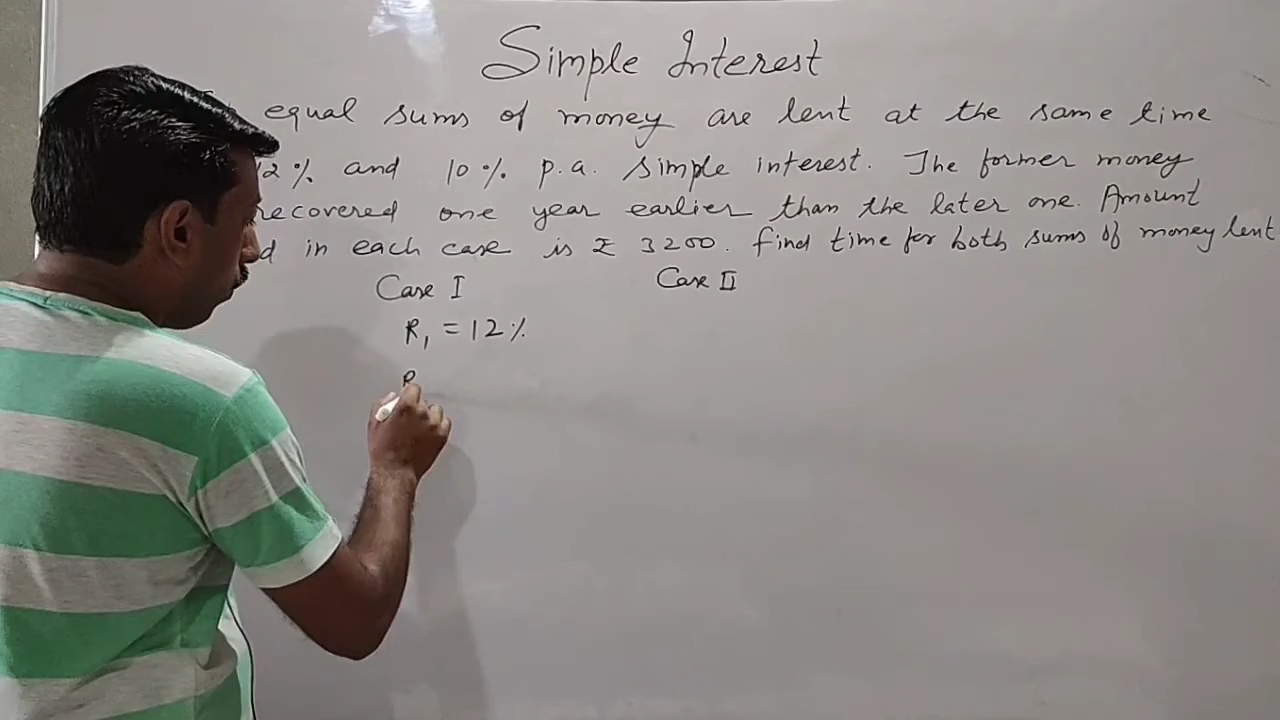 Simple Interest
equal sums of money are lent at the same time
12% and 10% p.a. simple interest. The former money
recovered one year earlier than the later one. Amount
in each case is ₹ 3200. find time for both sums of money lent
Case I Case II
R₁ = 12%